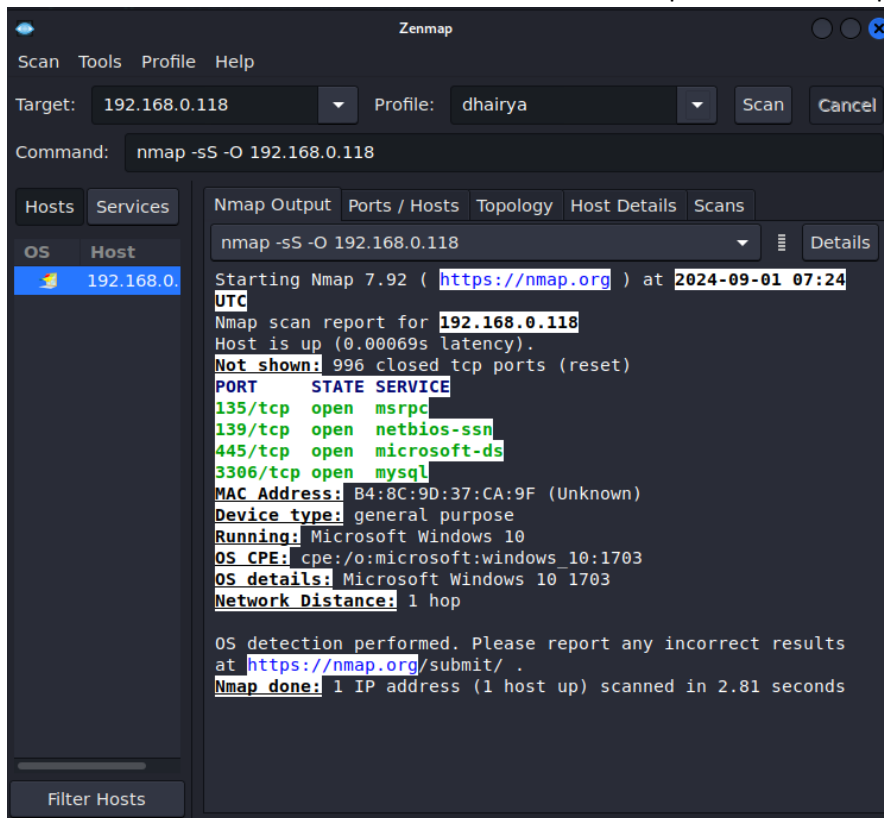 Zenmap
Scan Tools Profile Help
Target: 192.168.0.118 Profile: dhairya Scan Cancel
Command: nmap -sS -O 192.168.0.118
Hosts Services Nmap Output Ports / Hosts Topology Host Details Scans
OS Host nmap -sS -O 192.168.0.118 Details
192.168.0.
Starting Nmap 7.92 ( https://nmap.org ) at 2024-09-01 07:24
UTC
Nmap scan report for 192.168.0.118
Host is up (0.00069s latency).
Not shown: 996 closed tcp ports (reset)
PORT STATE SERVICE
135/tcp open msrpc
139/tcp open netbios-ssn
445/tcp open microsoft-ds
3306/tcp open mysql
MAC Address: B4:8C:9D:37:CA:9F (Unknown)
Device type: general purpose
Running: Microsoft Windows 10
OS CPE: cpe:/o:microsoft:windows_10:1703
OS details: Microsoft Windows 10 1703
Network Distance: 1 hop
OS detection performed. Please report any incorrect results
at https://nmap.org/submit/ .
Nmap done: 1 IP address (1 host up) scanned in 2.81 seconds
Filter Hosts